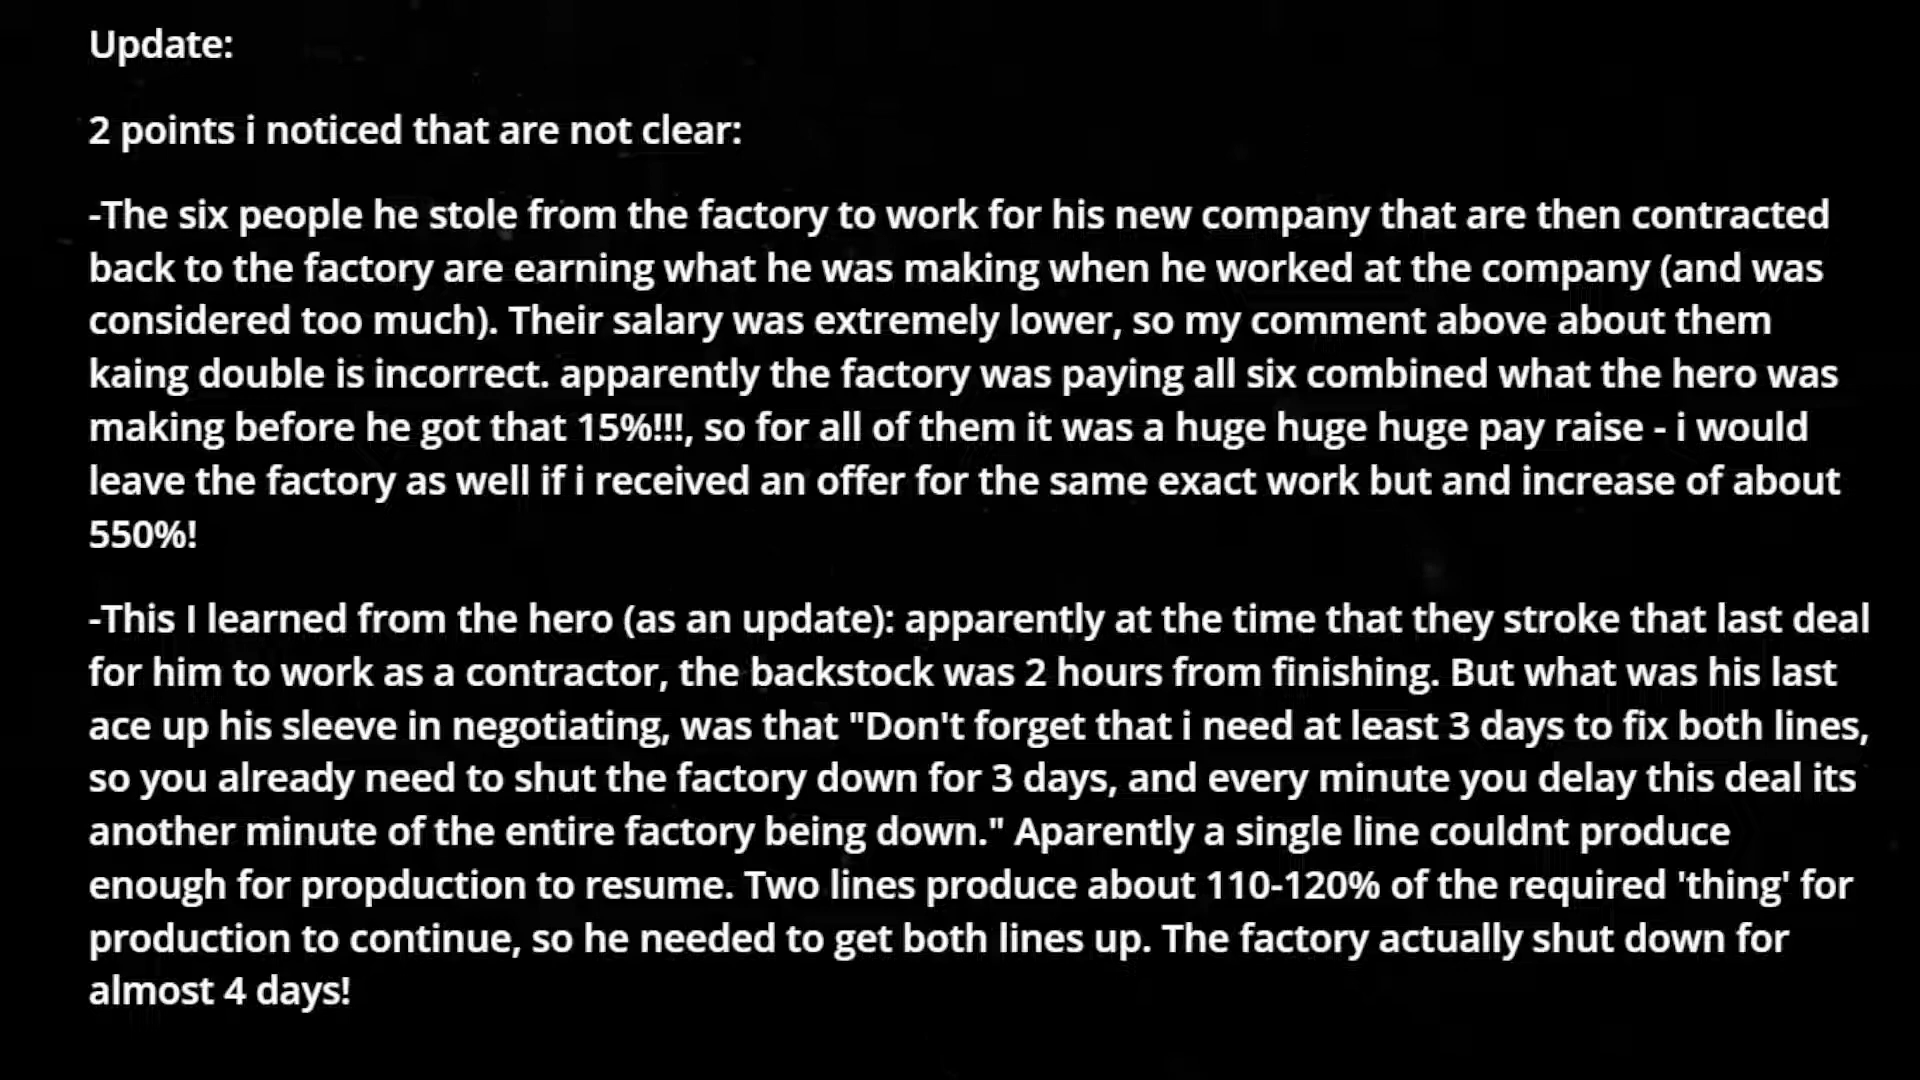 Update:
2 points i noticed that are not clear:
-The six people he stole from the factory to work for his new company that are then contracted
back to the factory are earning what he was making when he worked at the company (and was
considered too much). Their salary was extremely lower, so my comment above about them
kaing double is incorrect. apparently the factory was paying all six combined what the hero was
making before he got that 15%!!!, so for all of them it was a huge huge huge pay raise - i would
leave the factory as well if i received an offer for the same exact work but and increase of about
550%!
-This I learned from the hero (as an update): apparently at the time that they stroke that last deal
for him to work as a contractor, the backstock was 2 hours from finishing. But what was his last
ace up his sleeve in negotiating, was that "Don't forget that i need at least 3 days to fix both lines,
so you already need to shut the factory down for 3 days, and every minute you delay this deal its
another minute of the entire factory being down." Aparently a single line couldnt produce
enough for propduction to resume. Two lines produce about 110-120% of the required 'thing' for
production to continue, so he needed to get both lines up. The factory actually shut down for
almost 4 days!